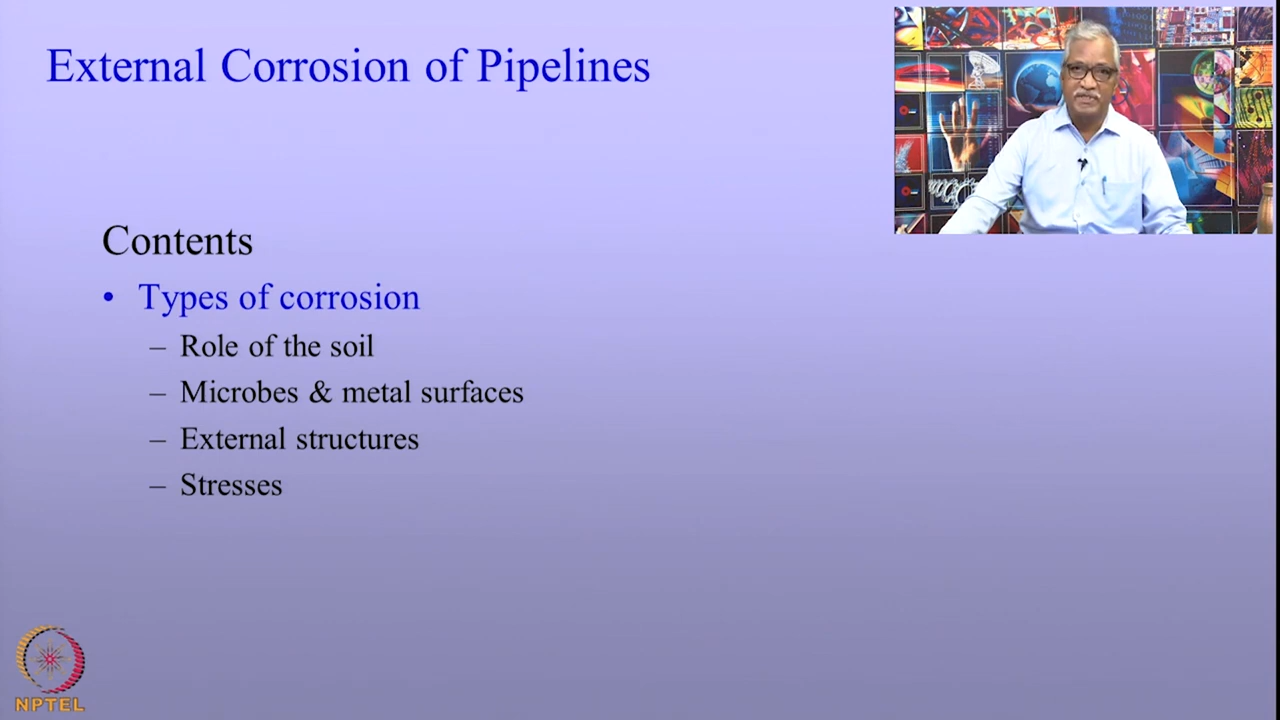 External Corrosion of Pipelines
Contents
• Types of corrosion
– Role of the soil
– Microbes & metal surfaces
– External structures
– Stresses
NPTEL